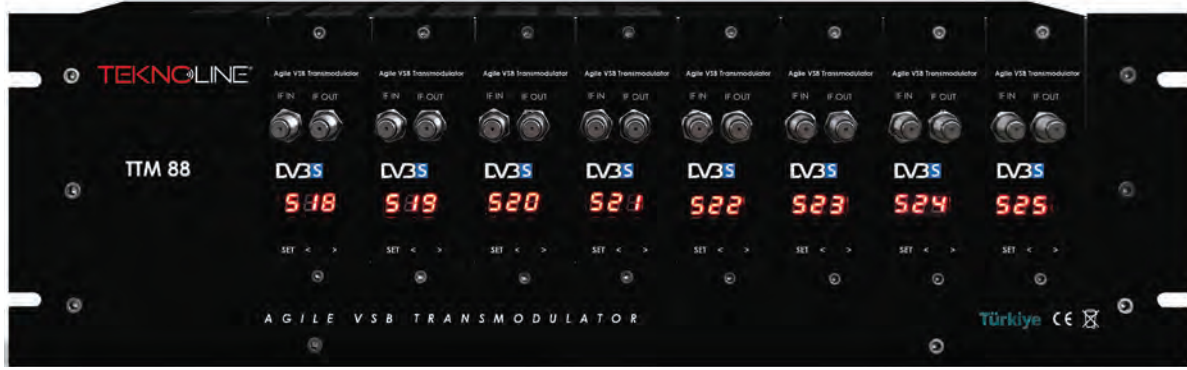 Agile VSB Transmodulator Agile VSB Transmodulator Agile VSB Transmodulator Agile VSB Transmodulator Agile VSB Transmodulator Agile VSB Transmodulator Agile VSB Transmodulator Agile VSB Transmodulator
TEKNOLINE®
IF IN IF OUT IF IN IF OUT IF IN IF OUT IF IN IF OUT IF IN IF OUT IF IN IF OUT IF IN IF OUT IF IN IF OUT
TTM 88
DVB S DVB S DVB S DVB S DVB S DVB S DVB S DVB S
S18 S19 S20 S21 S22 S23 S24 S25
SET < > SET < > SET < > SET < > SET < > SET < > SET < > SET < >
AGILE VSB TRANSMODULATOR
Türkiye CE